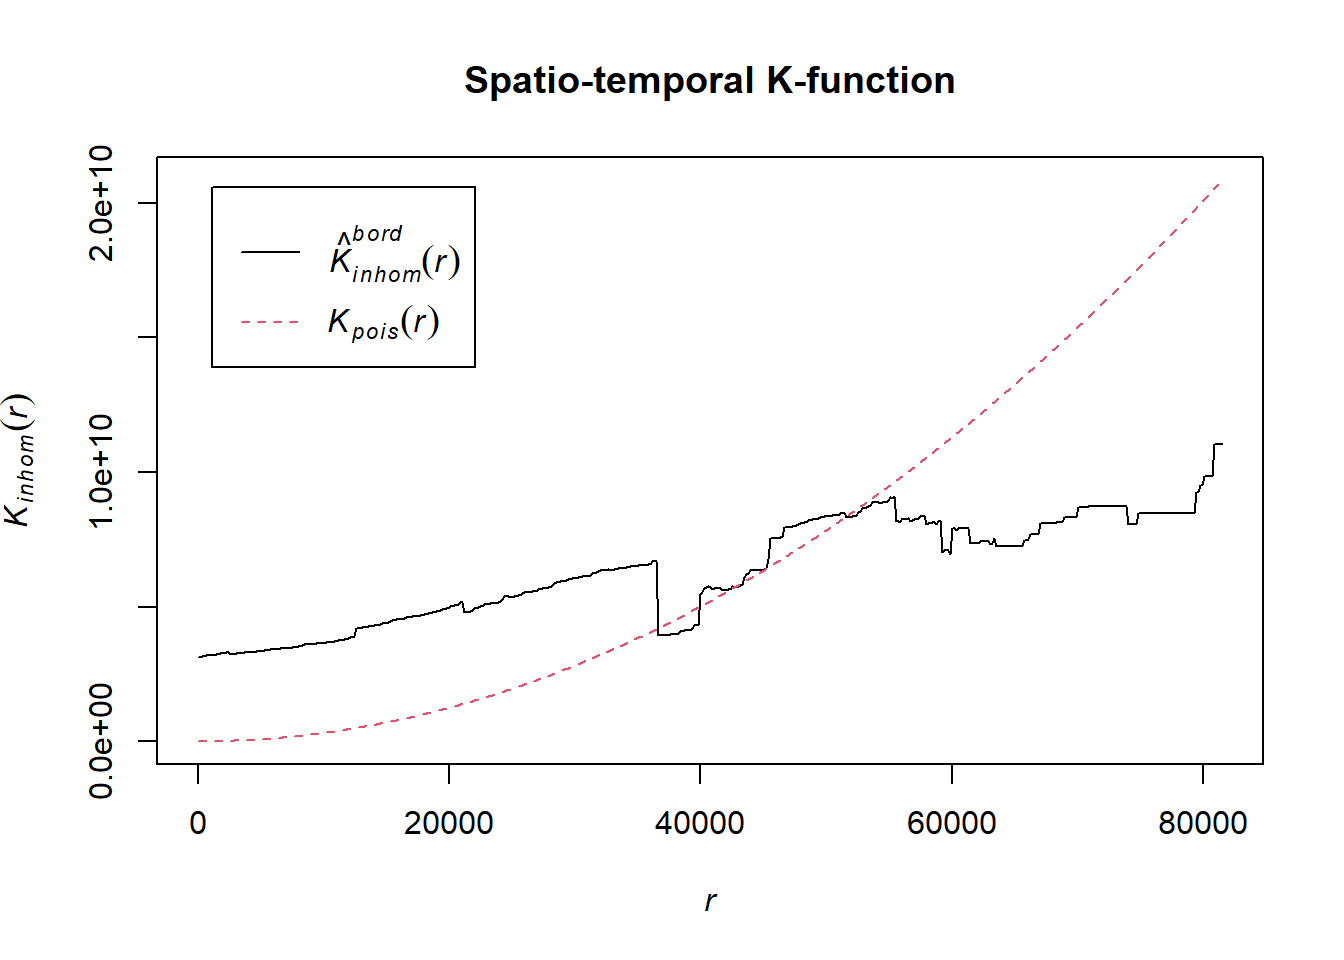 Spatio-temporal K-function
K̂ᵇᵒʳᵈ_inhom(r)
K_pois(r)
K_inhom(r)
2.0e+10
1.0e+10
0.0e+00
0 20000 40000 60000 80000
r